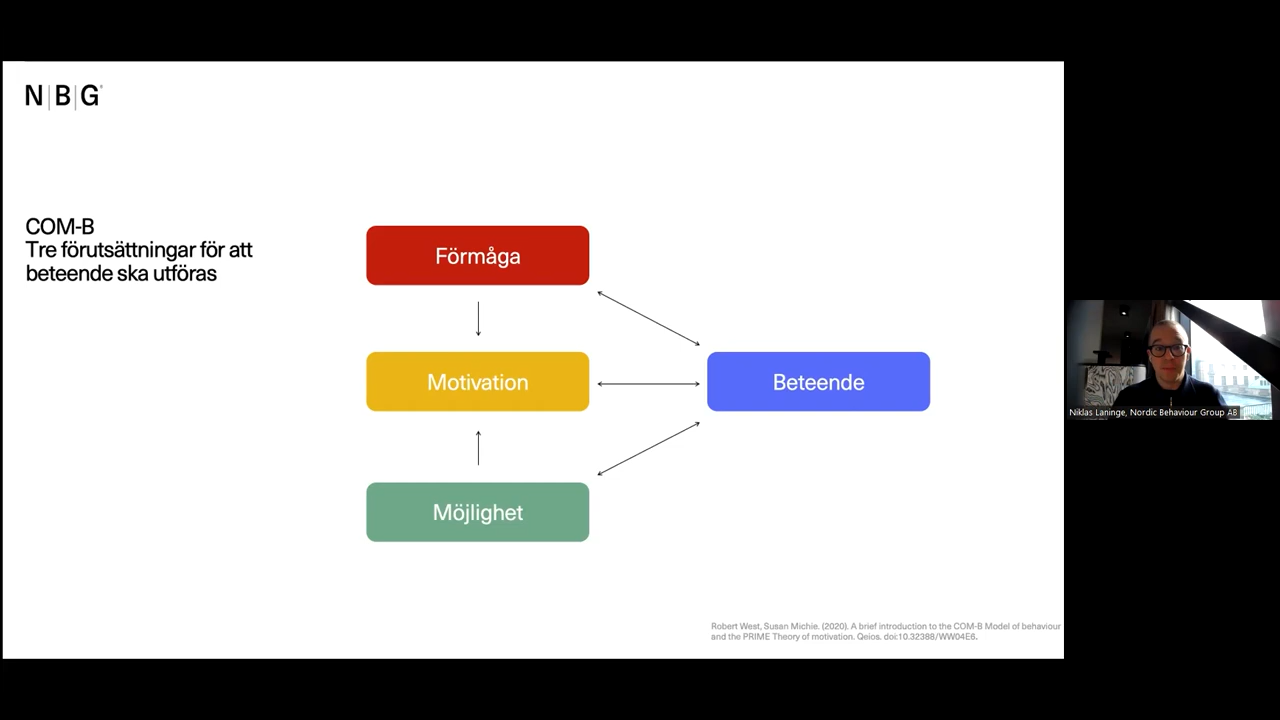 N|B|G
COM-B
Tre förutsättningar för att
beteende ska utföras
Förmåga
Motivation
Beteende
Möjlighet
Robert West, Susan Michie. (2020). A brief introduction to the COM-B Model of behaviour
and the PRIME Theory of motivation. Qeios. doi:10.32388/WW04E6.
Niklas Laninge, Nordic Behaviour Group AB